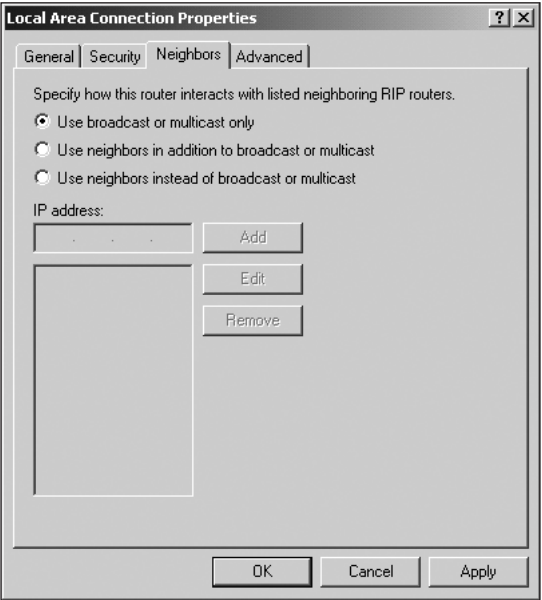 Local Area Connection Properties
General Security Neighbors Advanced
Specify how this router interacts with listed neighboring RIP routers.
Use broadcast or multicast only
Use neighbors in addition to broadcast or multicast
Use neighbors instead of broadcast or multicast
IP address:
. . . Add
Edit
Remove
OK Cancel Apply